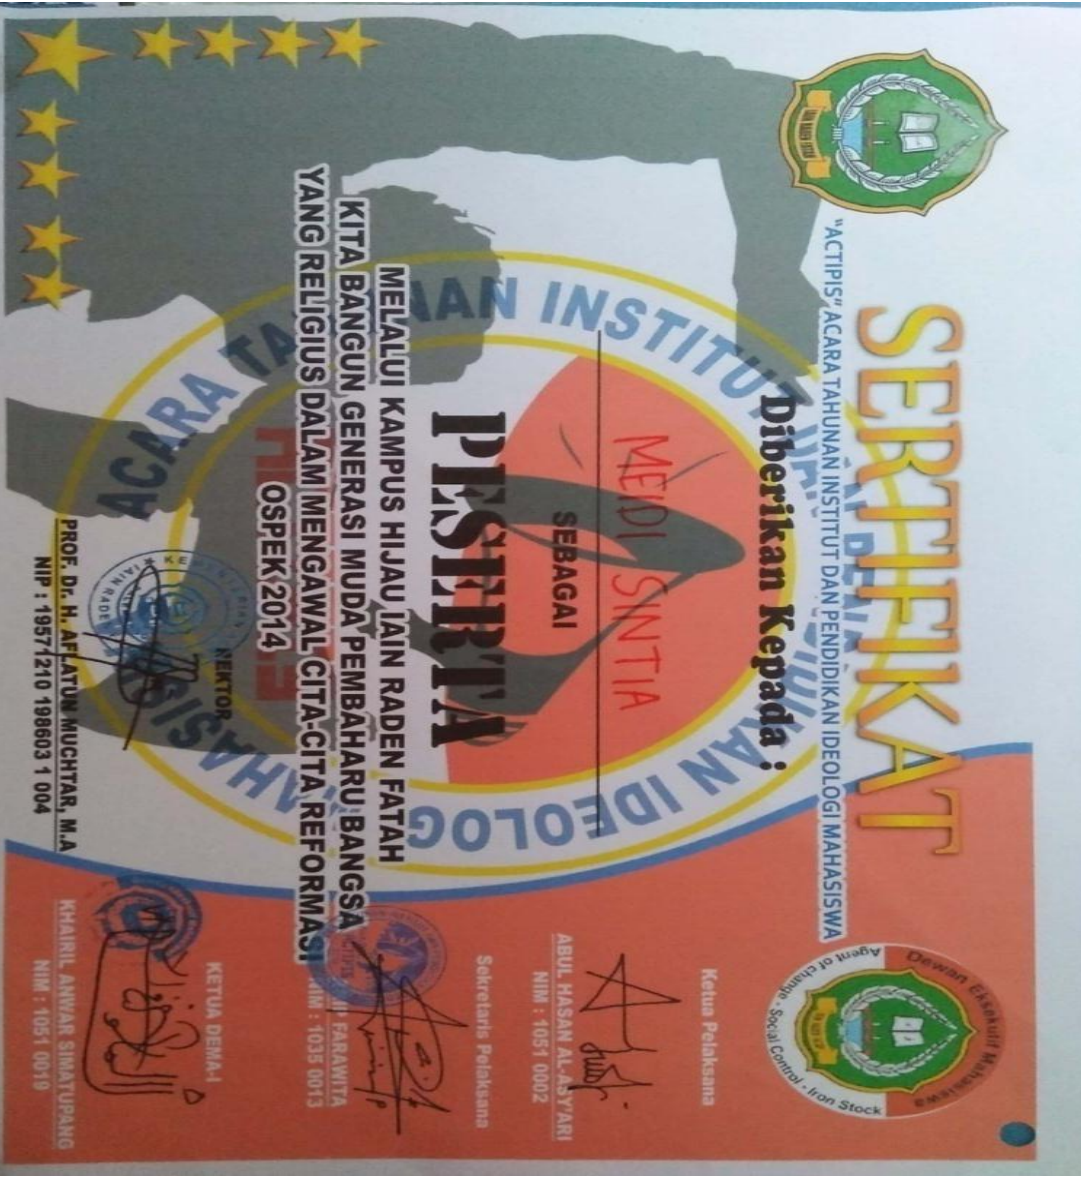 SERTIFIKAT
"ACTIPIS" ACARA TAHUNAN INSTITUT DAN PENDIDIKAN IDEOLOGI MAHASISWA
Diberikan Kepada :
MEIDI SINTIA
SEBAGAI
PESERTA
MELALUI KAMPUS HIJAU IAIN RADEN FATAH
KITA BANGUN GENERASI MUDA PEMBAHARU BANGSA
YANG RELIGIUS DALAM MENGAWAL CITA-CITA REFORMASI
OSPEK 2014
REKTOR
PROF. Dr. H. AFLATUN MUCHTAR, M.A
NIP : 19571210 198603 1 004
Ketua Pelaksana
ABUL HASAN AL-ASY'ARI
NIM : 1051 0002
Sekretaris Pelaksana
FARAWITA
NIM : 1035 0013
KETUA DEMA-I
KHAIRIL ANWAR SIMATUPANG
NIM : 1051 0019
Dewan Eksekutif Mahasiswa
Agent of change - Social Control - Iron Stock
IAIN RADEN FATAH
ACARA TAHUNAN INSTITUT DAN PENDIDIKAN IDEOLOGI MAHASISWA